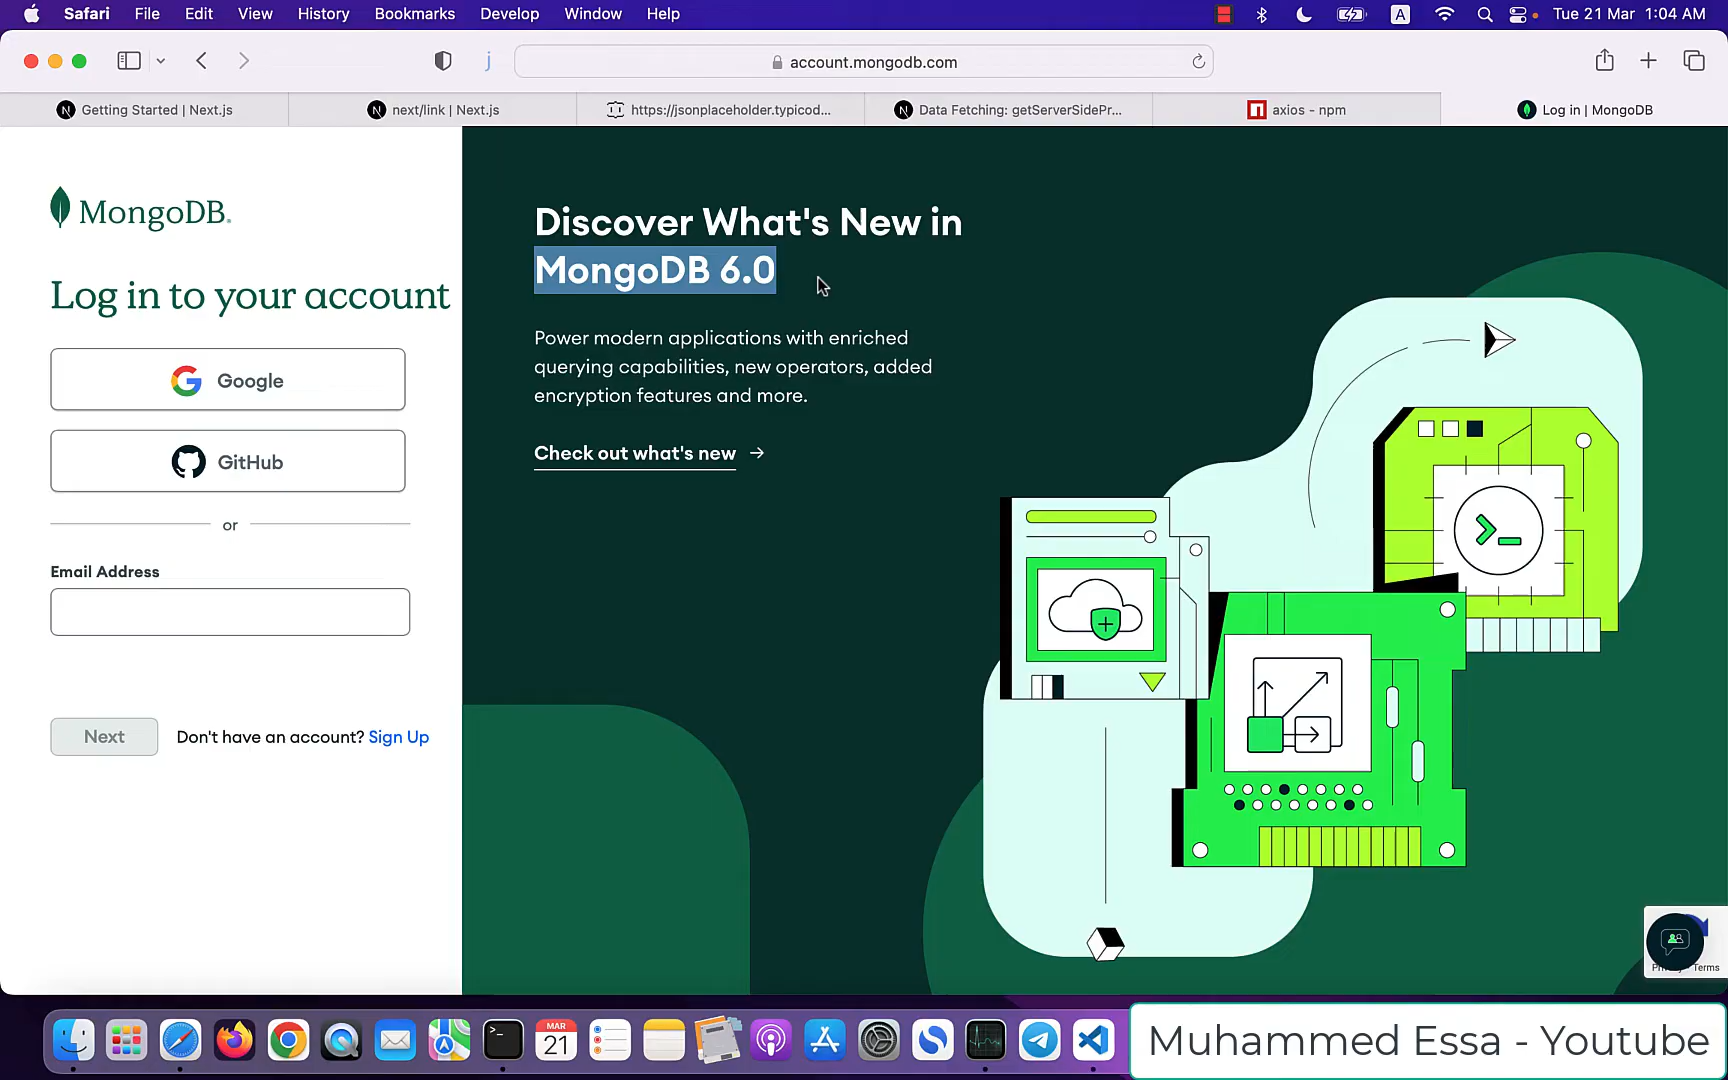 Safari File Edit View History Bookmarks Develop Window Help
A Tue 21 Mar 1:04 AM
j account.mongodb.com
Getting Started | Next.js
next/link | Next.js
https://jsonplaceholder.typicod...
Data Fetching: getServerSidePr...
axios - npm
Log in | MongoDB
MongoDB.
Log in to your account
Google
GitHub
or
Email Address
Next Don't have an account? Sign Up
Discover What's New in
MongoDB 6.0
Power modern applications with enriched
querying capabilities, new operators, added
encryption features and more.
Check out what's new →
Terms
MAR
21
Muhammed Essa - Youtube